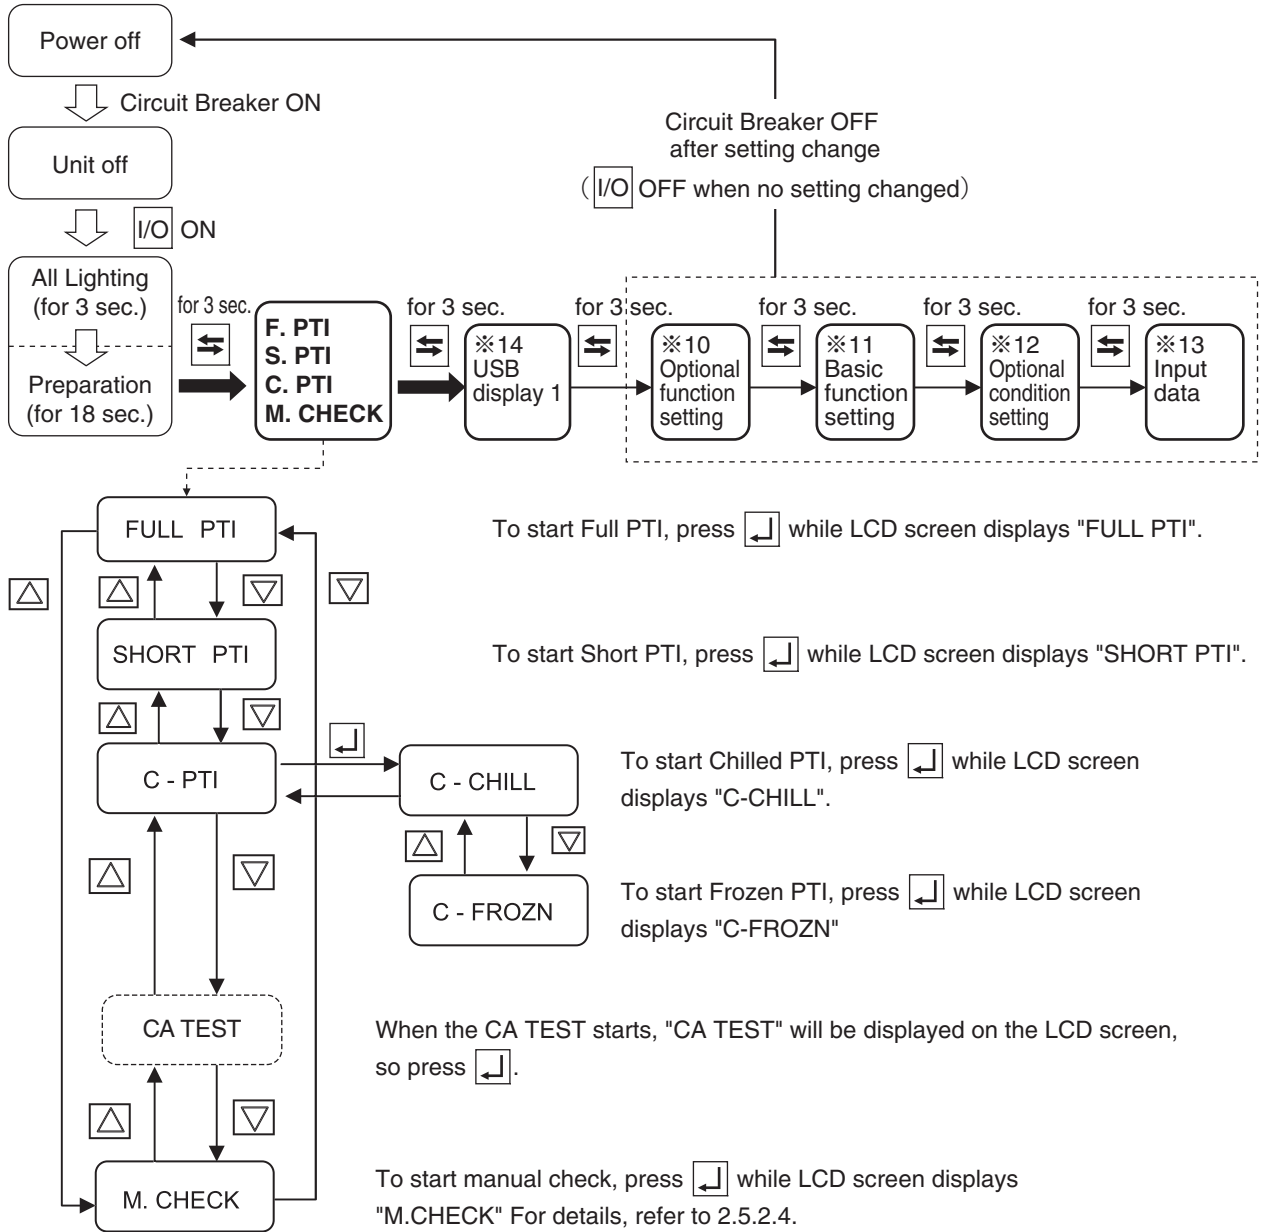 Power off
Circuit Breaker ON
Circuit Breaker OFF
after setting change
(I/O OFF when no setting changed)
Unit off
I/O ON
All Lighting
(for 3 sec.)
Preparation
(for 18 sec.)
for 3 sec.
F. PTI
S. PTI
C. PTI
M. CHECK
for 3 sec.
※14
USB
display 1
for 3 sec.
※10
Optional
function
setting
for 3 sec.
※11
Basic
function
setting
for 3 sec.
※12
Optional
condition
setting
for 3 sec.
※13
Input
data
FULL PTI
To start Full PTI, press ↵ while LCD screen displays "FULL PTI".
SHORT PTI
To start Short PTI, press ↵ while LCD screen displays "SHORT PTI".
C - PTI
C - CHILL
To start Chilled PTI, press ↵ while LCD screen
displays "C-CHILL".
C - FROZN
To start Frozen PTI, press ↵ while LCD screen
displays "C-FROZN"
CA TEST
When the CA TEST starts, "CA TEST" will be displayed on the LCD screen,
so press ↵.
M. CHECK
To start manual check, press ↵ while LCD screen displays
"M.CHECK" For details, refer to 2.5.2.4.